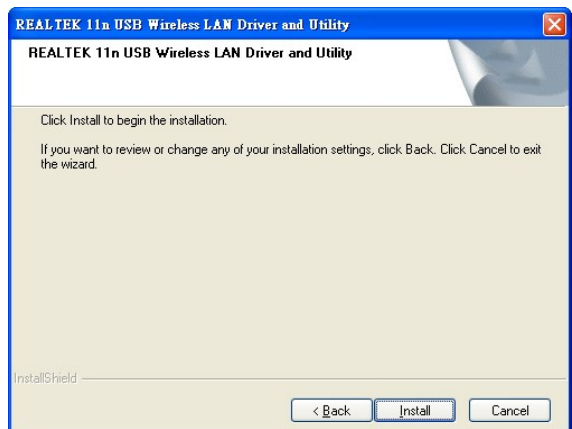 REALTEK 11n USB Wireless LAN Driver and Utility
REALTEK 11n USB Wireless LAN Driver and Utility
Click Install to begin the installation.
If you want to review or change any of your installation settings, click Back. Click Cancel to exit
the wizard.
InstallShield
< Back
Install
Cancel